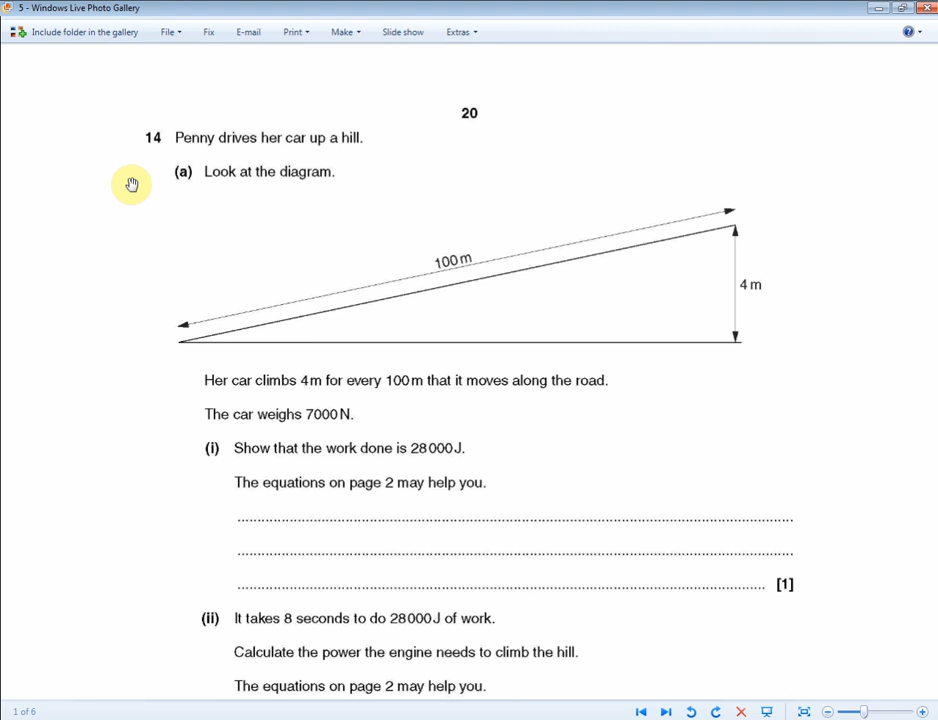 5 - Windows Live Photo Gallery
Include folder in the gallery File Fix E-mail Print Make Slide show Extras
20
14 Penny drives her car up a hill.
(a) Look at the diagram.
100 m
4 m
Her car climbs 4 m for every 100 m that it moves along the road.
The car weighs 7000 N.
(i) Show that the work done is 28 000 J.
The equations on page 2 may help you.
[1]
(ii) It takes 8 seconds to do 28 000 J of work.
Calculate the power the engine needs to climb the hill.
The equations on page 2 may help you.
1 of 6